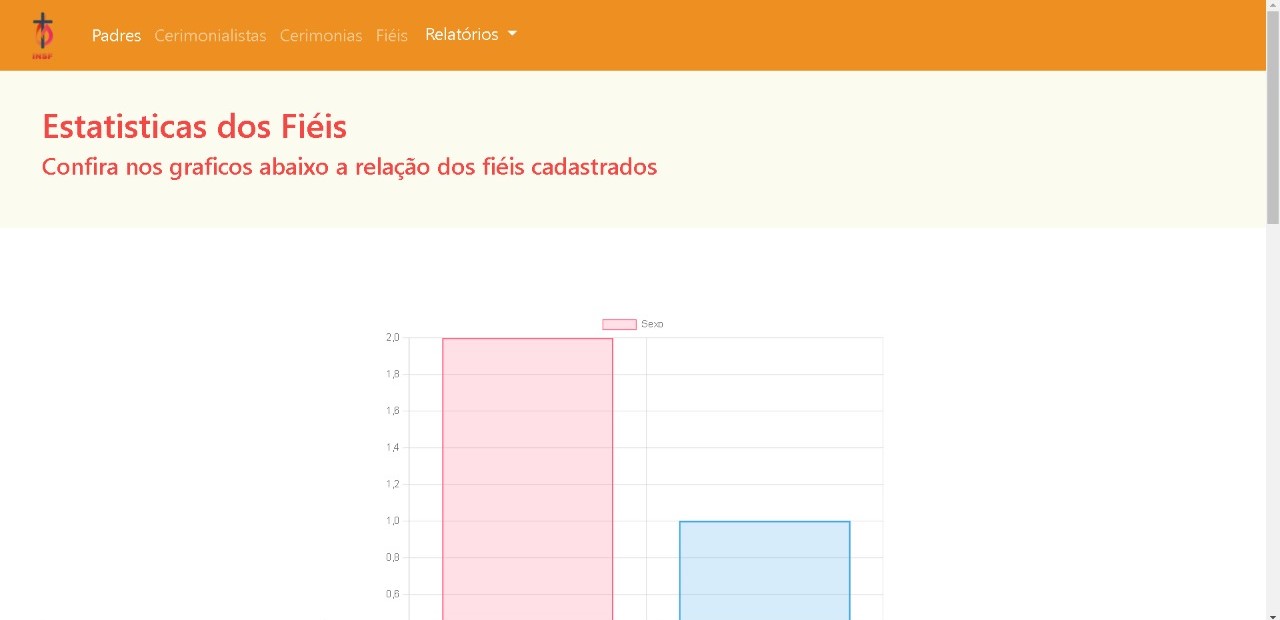 INSF
Padres Cerimonialistas Cerimonias Fiéis Relatórios
Estatisticas dos Fiéis
Confira nos graficos abaixo a relação dos fiéis cadastrados
Sexo
2,0
1,8
1,6
1,4
1,2
1,0
0,8
0,6